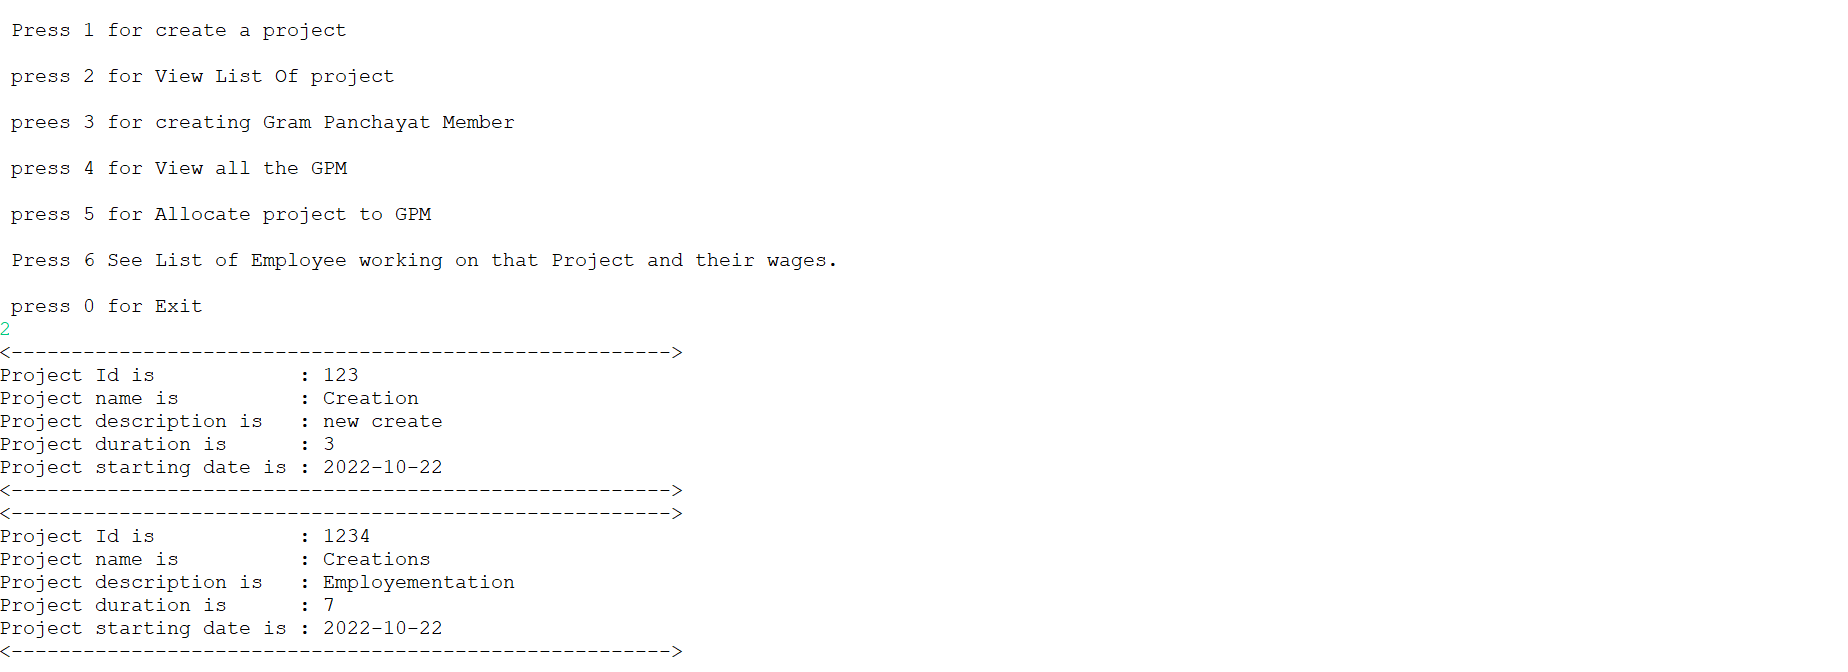 Press 1 for create a project
press 2 for View List Of project
prees 3 for creating Gram Panchayat Member
press 4 for View all the GPM
press 5 for Allocate project to GPM
Press 6 See List of Employee working on that Project and their wages.
press 0 for Exit
2
<------------------------------------------------------->
Project Id is            : 123
Project name is          : Creation
Project description is   : new create
Project duration is      : 3
Project starting date is : 2022-10-22
<------------------------------------------------------->
<------------------------------------------------------->
Project Id is            : 1234
Project name is          : Creations
Project description is   : Employementation
Project duration is      : 7
Project starting date is : 2022-10-22
<------------------------------------------------------->